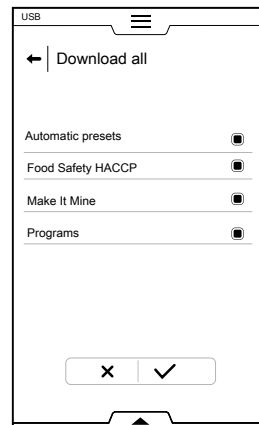 USB
Download all
Automatic presets
Food Safety HACCP
Make It Mine
Programs